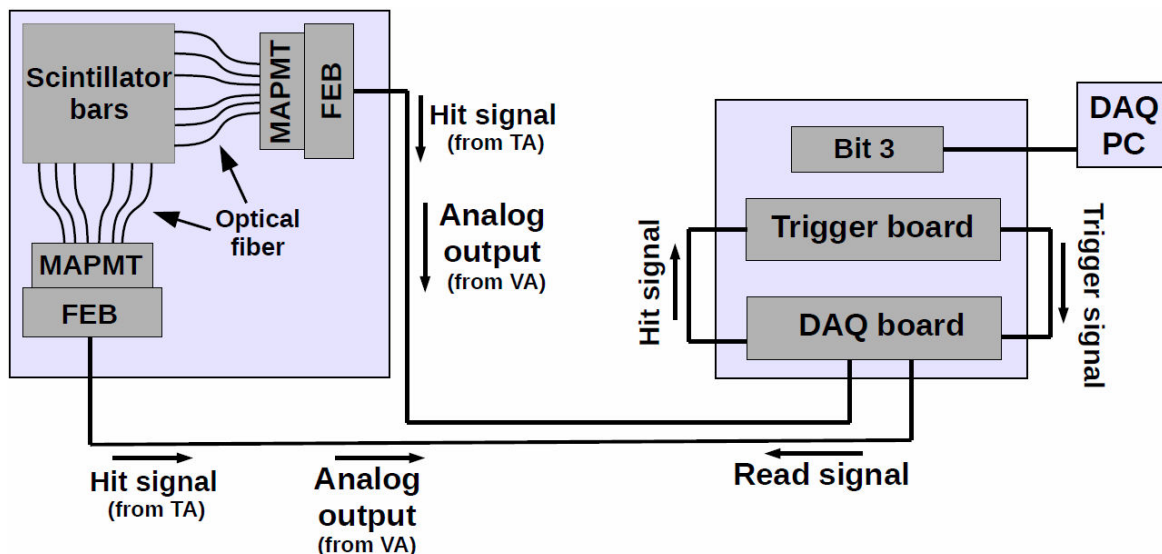 Scintillator
bars
MAPMT
FEB
Hit signal
(from TA)
Analog
output
(from VA)
Optical
fiber
MAPMT
FEB
Hit signal
(from TA)
Analog
output
(from VA)
Read signal
Bit 3
DAQ
PC
Trigger board
DAQ board
Hit signal
Trigger signal